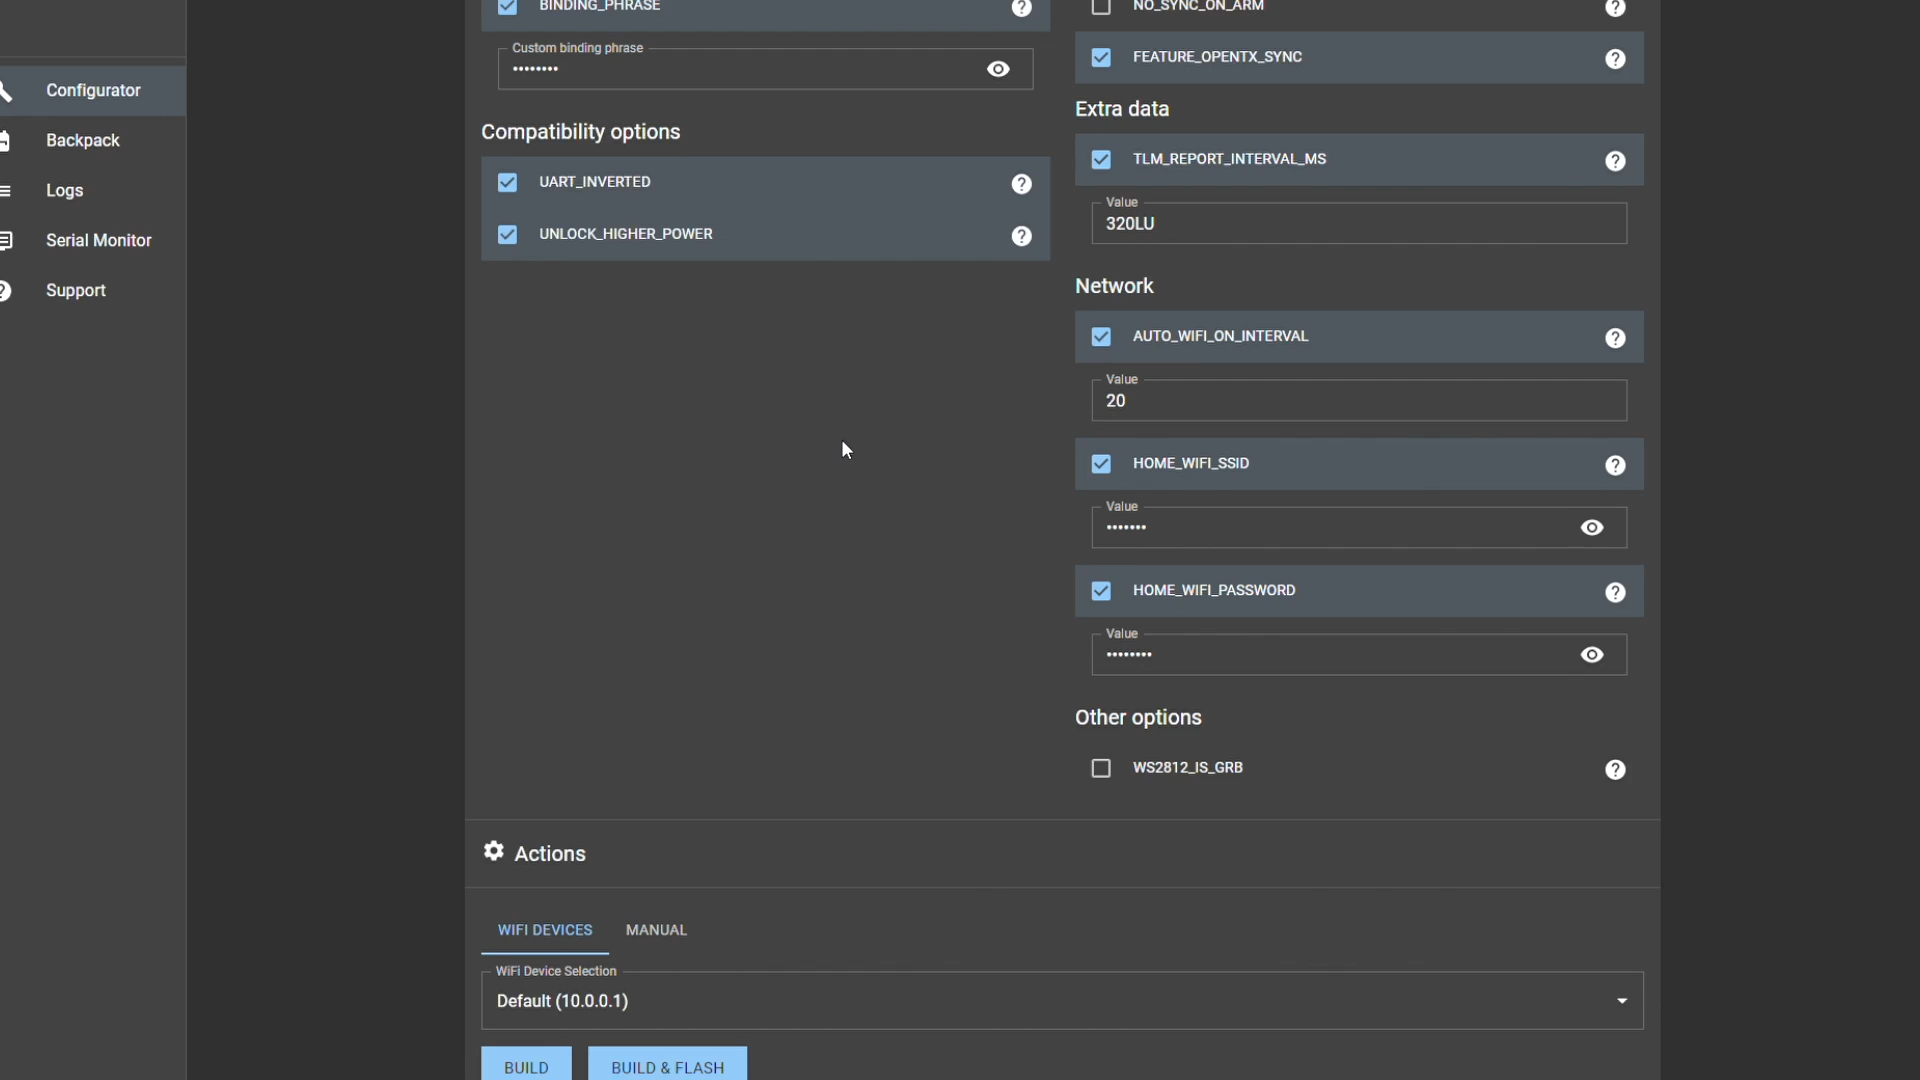 Configurator
Backpack
Logs
Serial Monitor
Support
BINDING_PHRASE
Custom binding phrase
••••••••
Compatibility options
UART_INVERTED
UNLOCK_HIGHER_POWER
NO_SYNC_ON_ARM
FEATURE_OPENTX_SYNC
Extra data
TLM_REPORT_INTERVAL_MS
Value
320LU
Network
AUTO_WIFI_ON_INTERVAL
Value
20
HOME_WIFI_SSID
Value
•••••••
HOME_WIFI_PASSWORD
Value
••••••••
Other options
WS2812_IS_GRB
Actions
WIFI DEVICES MANUAL
WiFi Device Selection
Default (10.0.0.1)
BUILD BUILD & FLASH